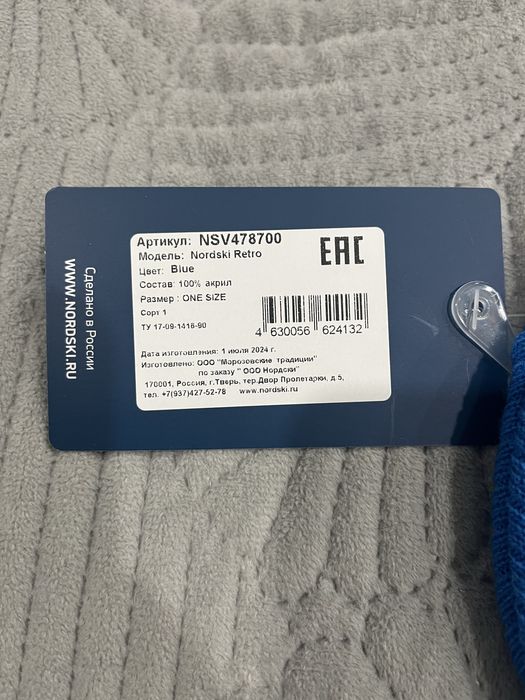 Артикул: NSV478700
Модель: Nordski Retro
Цвет: Blue
Состав: 100% акрил
Размер: ONE SIZE
Сорт 1
ТУ 17-09-1416-90
EAC
4 630056 624132
Дата изготовления: 1 июля 2024 г.
Изготовлено: ООО "Морозовские традиции"
по заказу " ООО Нордски"
170001, Россия, г.Тверь, тер.Двор Пролетарки, д.5,
тел. +7(937)427-52-78 www.nordski.ru
Сделано в России
WWW.NORDSKI.RU